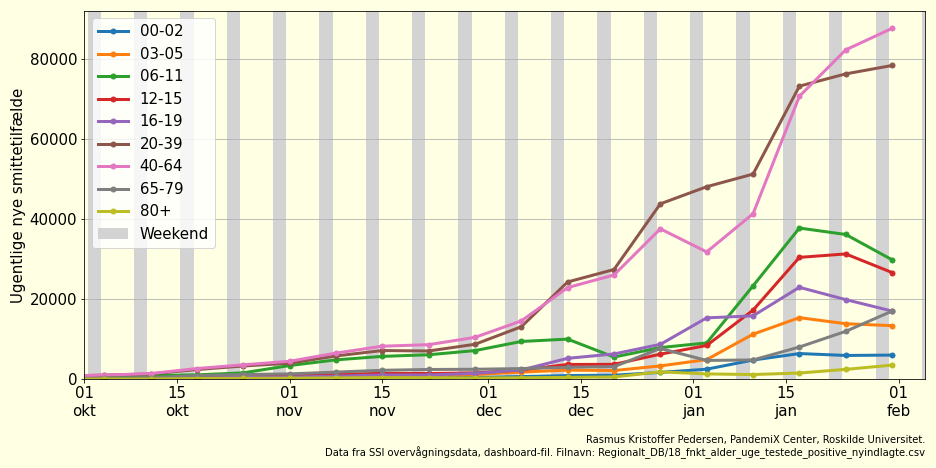 Ugentlige nye smittetilfælde
80000
60000
40000
20000
0
00-02
03-05
06-11
12-15
16-19
20-39
40-64
65-79
80+
Weekend
01 15 01 15 01 15 01 15 01
okt okt nov nov dec dec jan jan feb
Rasmus Kristoffer Pedersen, PandemiX Center, Roskilde Universitet.
Data fra SSI overvågningsdata, dashboard-fil. Filnavn: Regionalt_DB/18_fnkt_alder_uge_testede_positive_nyindlagte.csv